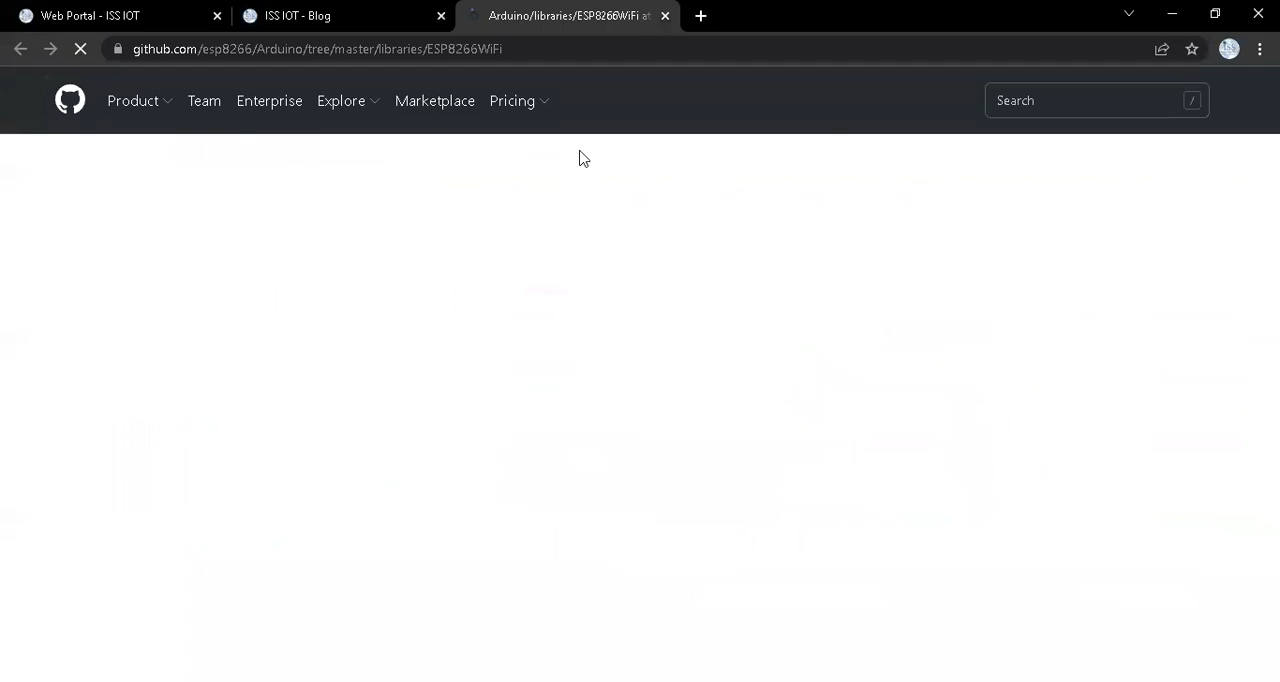 Web Portal - ISS IOT
ISS IOT - Blog
Arduino/libraries/ESP8266WiFi at
github.com/esp8266/Arduino/tree/master/libraries/ESP8266WiFi
Product Team Enterprise Explore Marketplace Pricing Search /